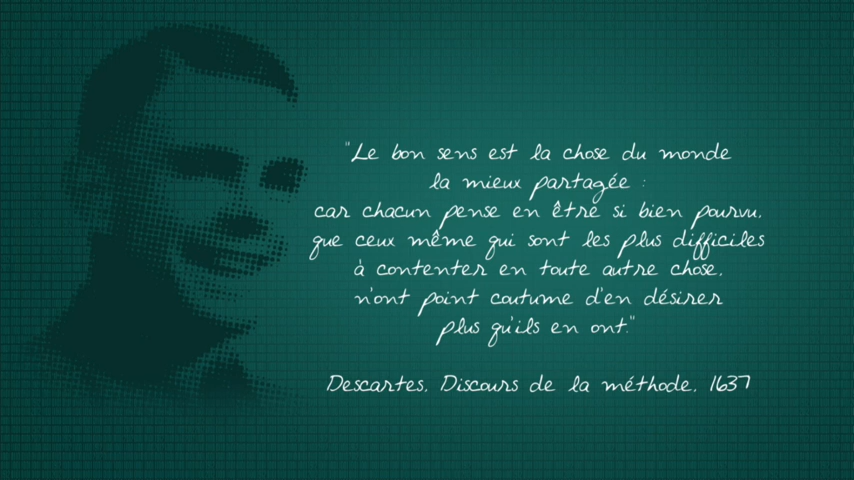 "Le bon sens est la chose du monde
la mieux partagée :
car chacun pense en être si bien pourvu,
que ceux même qui sont les plus difficiles
à contenter en toute autre chose,
n'ont point coutume d'en désirer
plus qu'ils en ont."
Descartes, Discours de la méthode, 1637